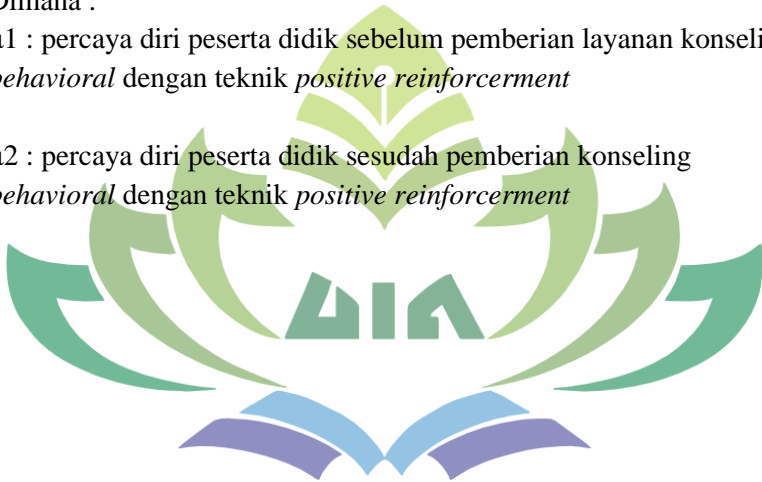 Dimana :
a1 : percaya diri peserta didik sebelum pemberian layanan
behavioral dengan teknik positive reinforcerment
a2 : percaya diri peserta didik sesudah pemberian konseling
behavioral dengan teknik positive reinforcerment
UIN